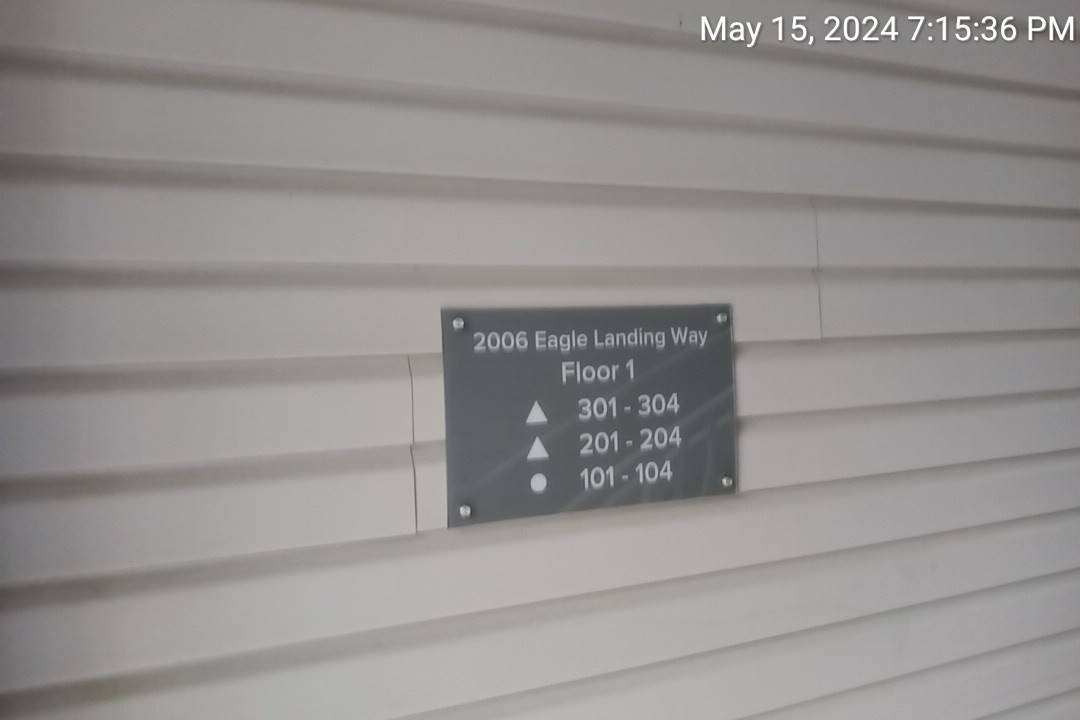 May 15, 2024 7:15:36 PM
2006 Eagle Landing Way
Floor 1
301 - 304
201 - 204
101 - 104